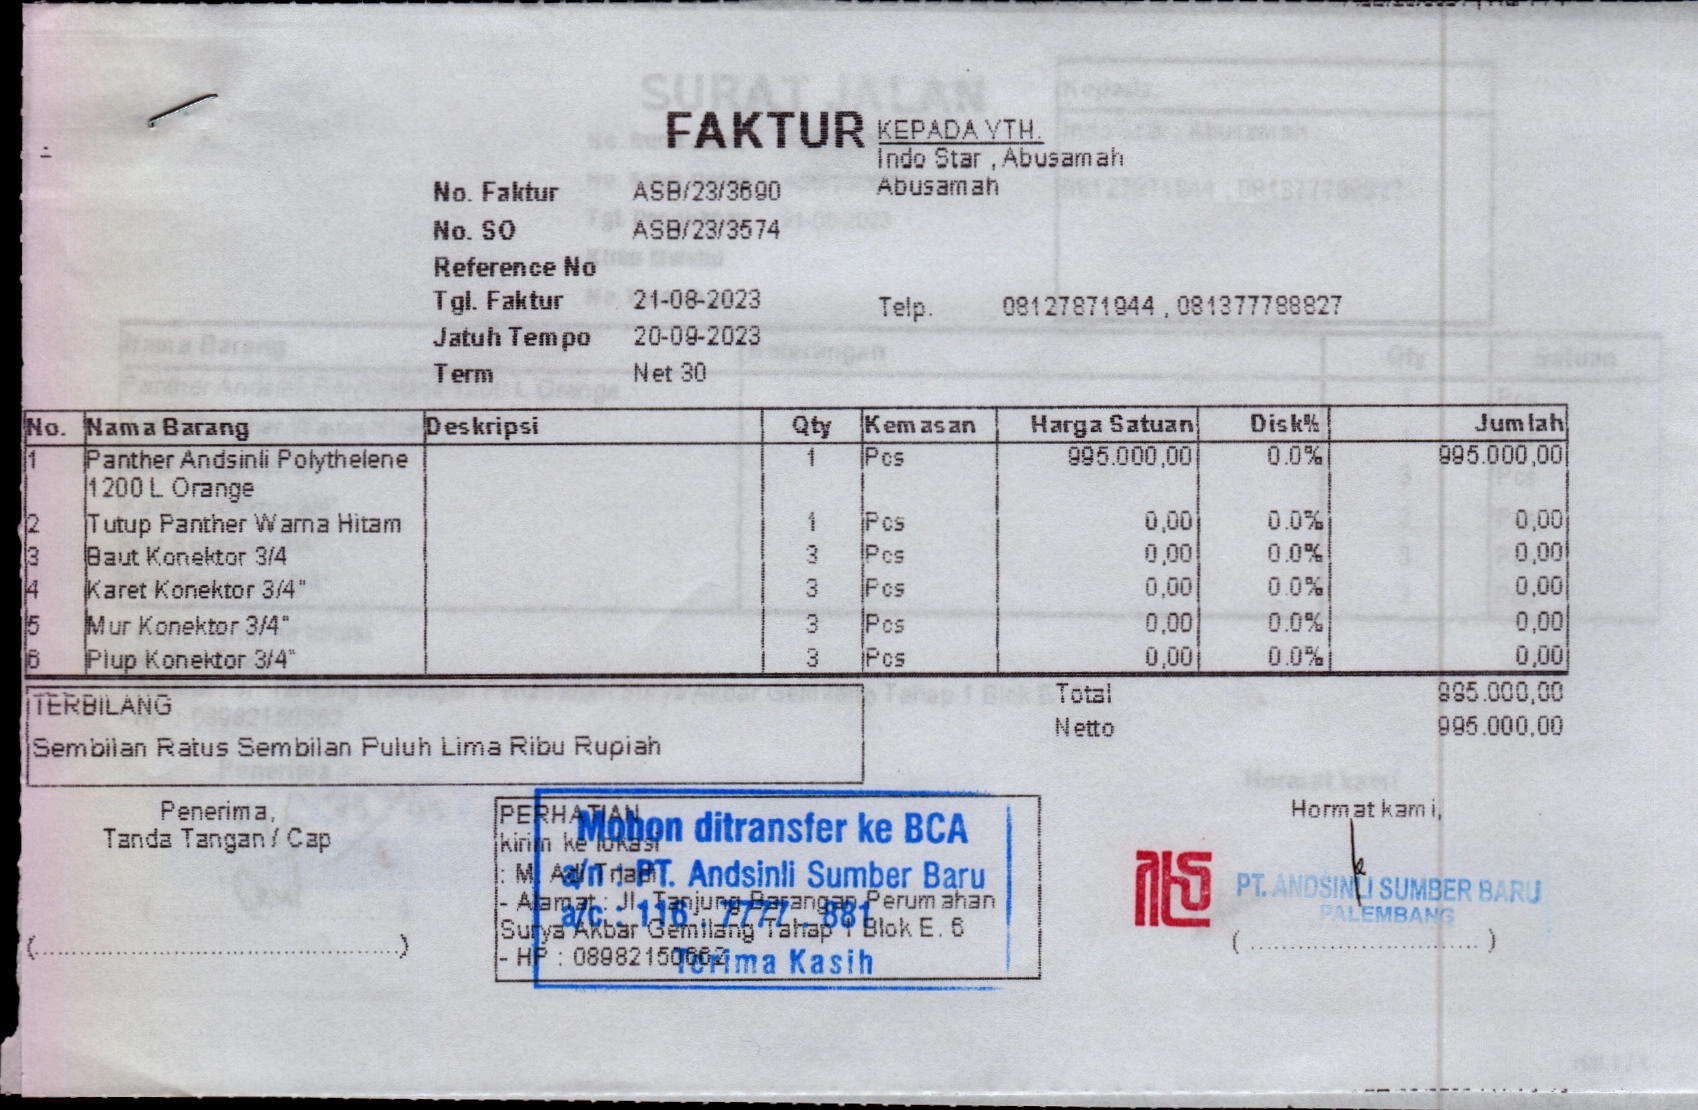 FAKTUR
KEPADA YTH.
Indo Star , Abusamah
Abusamah
No. Faktur ASB/23/3690
No. SO ASB/23/3574
Reference No
Tgl. Faktur 21-08-2023
Telp. 08127871944 , 081377788827
Jatuh Tempo 20-09-2023
Term Net 30
No. Nama Barang Deskripsi Qty Kemasan Harga Satuan Disk% Jumlah
1 Panther Andsinli Polythelene 1 Pcs 995.000,00 0.0% 995.000,00
1200 L Orange
2 Tutup Panther Warna Hitam 1 Pcs 0,00 0.0% 0,00
3 Baut Konektor 3/4 3 Pcs 0,00 0.0% 0,00
4 Karet Konektor 3/4" 3 Pcs 0,00 0.0% 0,00
5 Mur Konektor 3/4" 3 Pcs 0,00 0.0% 0,00
6 Plup Konektor 3/4" 3 Pcs 0,00 0.0% 0,00
TERBILANG
Sembilan Ratus Sembilan Puluh Lima Ribu Rupiah
Total 995.000,00
Netto 995.000,00
Penerima,
Tanda Tangan / Cap
(..........................................)
PERHATIAN
kirim ke lokasi
: M. Adi
- Alamat : Jl. Tanjung Barangan Perumahan
Surya Akbar Gemilang Tahap 1 Blok E. 6
- HP :
Mohon ditransfer ke BCA
a/n : PT. Andsinli Sumber Baru
a/c : 116 . 7777 . 881
Terima Kasih
Hormat kami,
PT. ANDSINLI SUMBER BARU
PALEMBANG
( .............................. )